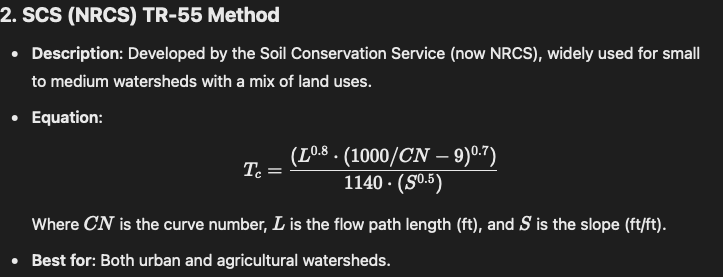 2. SCS (NRCS) TR-55 Method
• Description: Developed by the Soil Conservation Service (now NRCS), widely used for small
to medium watersheds with a mix of land uses.
• Equation:
T_c = (L^0.8 · (1000/CN − 9)^0.7) / 1140 · (S^0.5)
Where CN is the curve number, L is the flow path length (ft), and S is the slope (ft/ft).
• Best for: Both urban and agricultural watersheds.